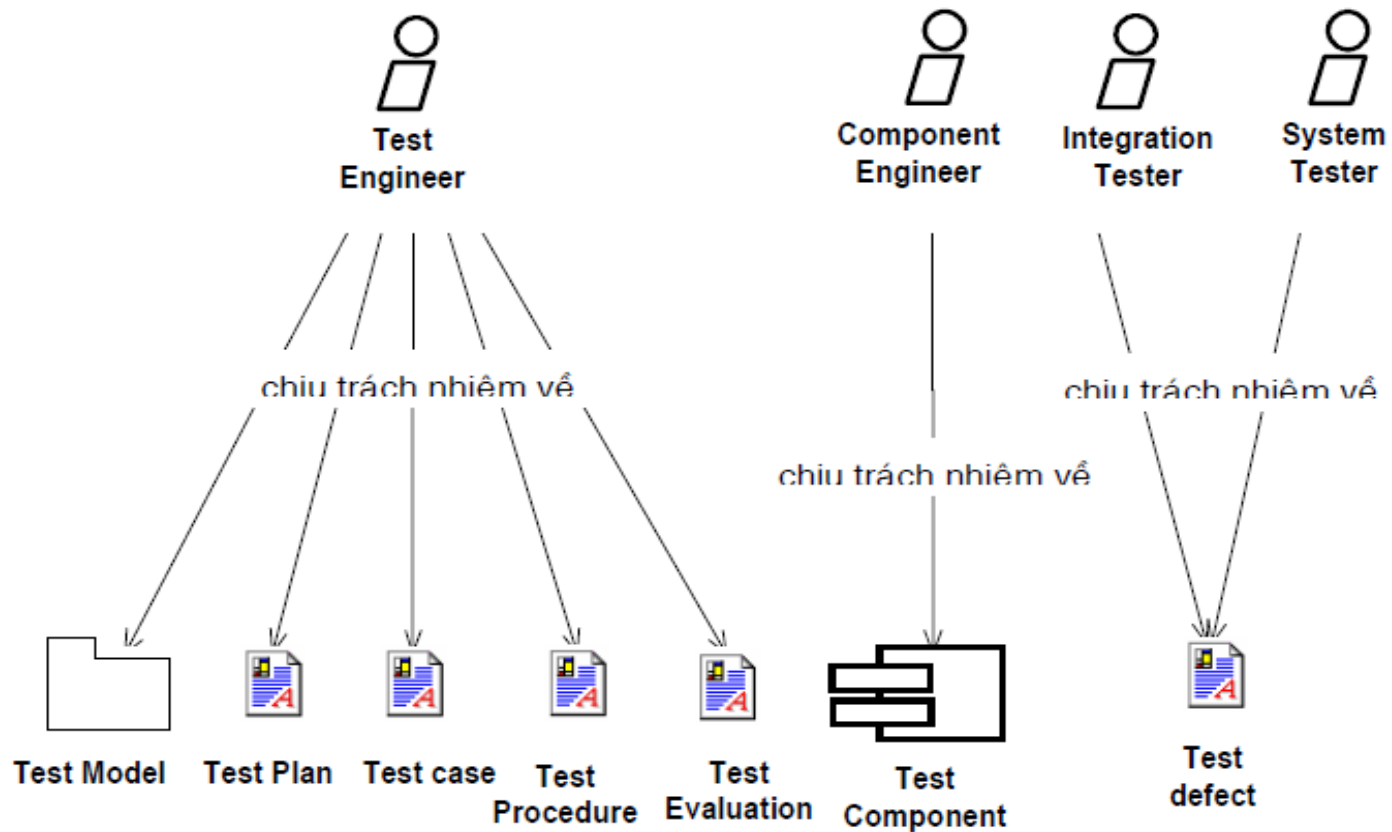 Test
Engineer
Component
Engineer
Integration
Tester
System
Tester
chịu trách nhiệm về
chịu trách nhiệm về
chịu trách nhiệm về
Test Model
Test Plan
Test case
Test
Procedure
Test
Evaluation
Test
Component
Test
defect